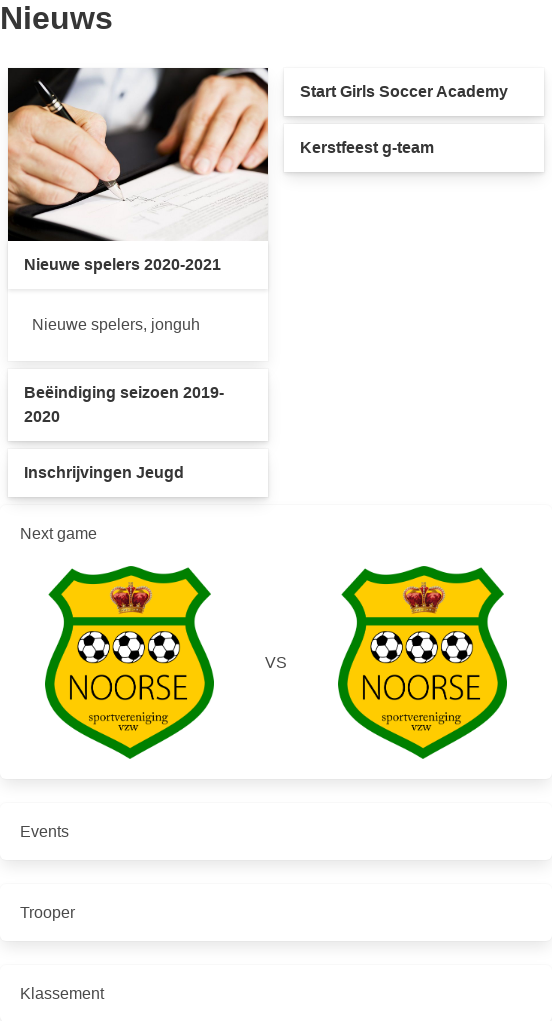 Nieuws
Nieuwe spelers 2020-2021
Nieuwe spelers, jonguh
Beëindiging seizoen 2019-
2020
Inschrijvingen Jeugd
Start Girls Soccer Academy
Kerstfeest g-team
Next game
NOORSE
sportvereniging
vzw
VS
NOORSE
sportvereniging
vzw
Events
Trooper
Klassement